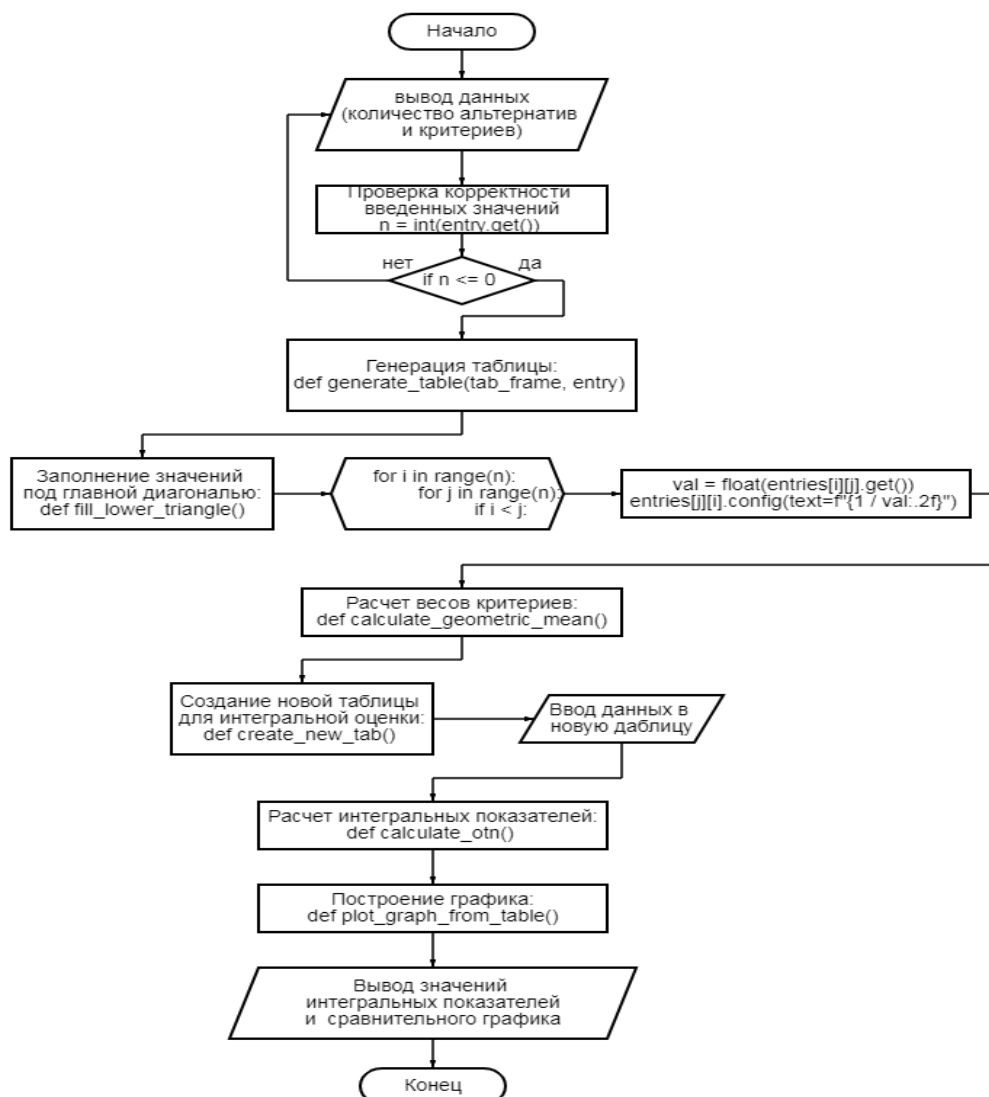 Начало
вывод данных
(количество альтернатив
и критериев)
Проверка корректности
введенных значений
n = int(entry.get())
нет
да
if n <= 0
Генерация таблицы:
def generate_table(tab_frame, entry)
Заполнение значений
под главной диагональю:
def fill_lower_triangle()
for i in range(n):
for j in range(n):
if i < j:
val = float(entries[i][j].get())
entries[j][i].config(text=f"{1 / val:.2f}")
Расчет весов критериев:
def calculate_geometric_mean()
Создание новой таблицы
для интегральной оценки:
def create_new_tab()
Ввод данных в
новую даблицу
Расчет интегральных показателей:
def calculate_otn()
Построение графика:
def plot_graph_from_table()
Вывод значений
интегральных показателей
и сравнительного графика
Конец